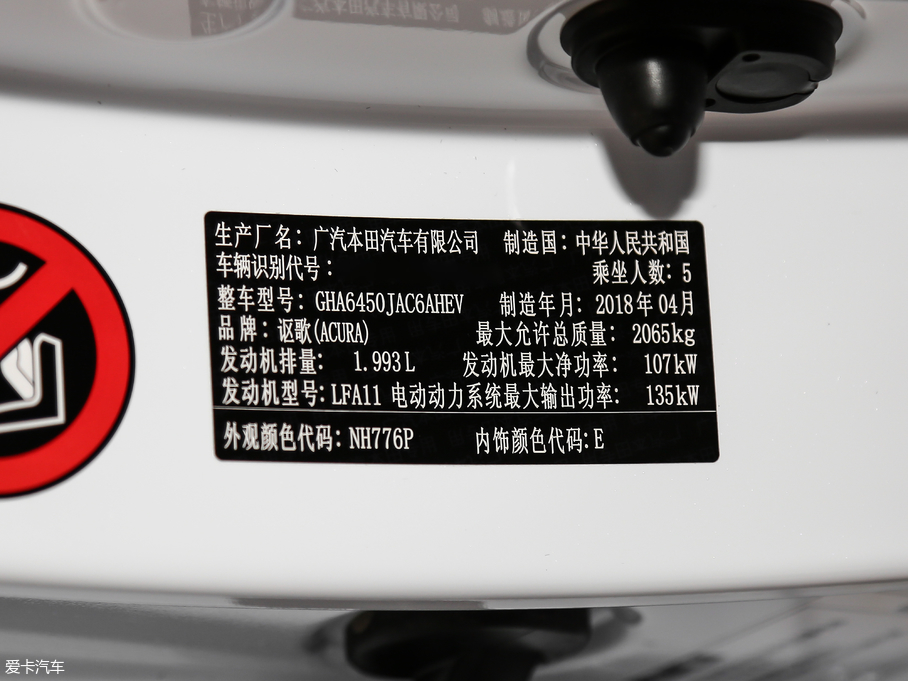 生产厂名：广汽本田汽车有限公司 制造国：中华人民共和国
车辆识别代号： 乘坐人数：5
整车型号：GHA6450JAC6AHEV 制造年月：2018年04月
品牌：讴歌(ACURA) 最大允许总质量：2065kg
发动机排量：1.993L 发动机最大净功率：107kW
发动机型号:LFA11 电动动力系统最大输出功率：135kW
外观颜色代码：NH776P 内饰颜色代码:E
爱卡汽车